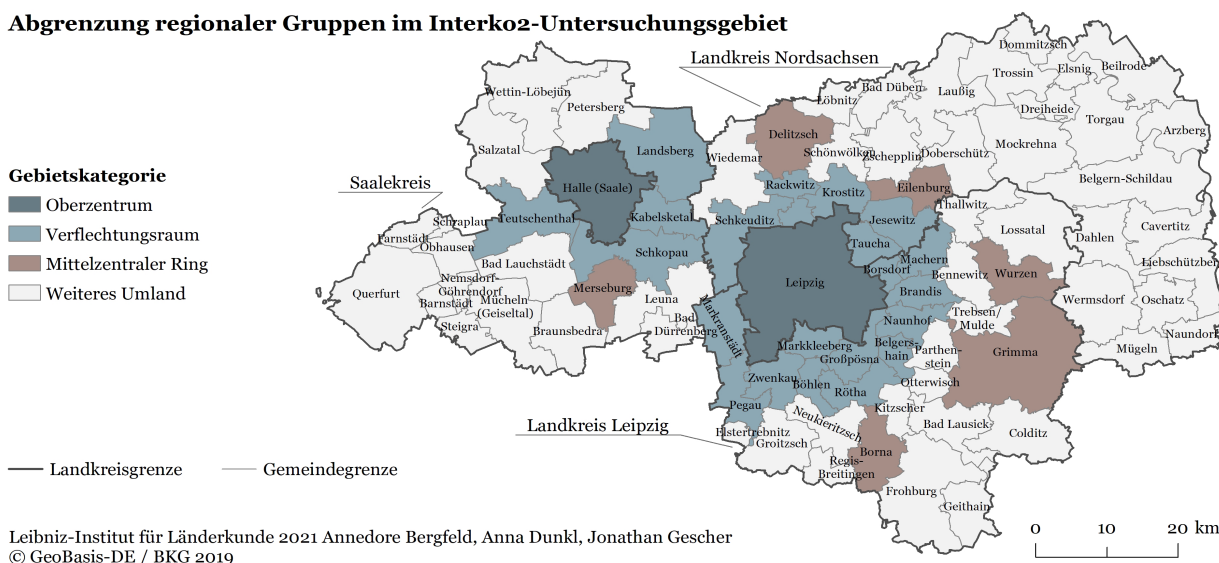 Abgrenzung regionaler Gruppen im Interko2-Untersuchungsgebiet
Landkreis Nordsachsen
Saalekreis
Landkreis Leipzig
Gebietskategorie
Oberzentrum
Verflechtungsraum
Mittelzentraler Ring
Weiteres Umland
Dommitzsch
Elsnig
Beilrode
Trossin
Wettin-Löbejün
Petersberg
Löbnitz
Bad Düben
Laußig
Dreiheide
Torgau
Arzberg
Salzatal
Landsberg
Delitzsch
Wiedemar
Schönwölkau
Zschepplin
Doberschütz
Mockrehna
Belgern-Schildau
Halle (Saale)
Rackwitz
Krostitz
Eilenburg
Thallwitz
Schraplau
Teutschenthal
Kabelsketal
Schkeuditz
Jesewitz
Lossatal
Cavertitz
Farnstädt
Obhausen
Schkopau
Taucha
Dahlen
Bad Lauchstädt
Borsdorf
Machern
Bennewitz
Wurzen
Liebschützberg
Querfurt
Nemsdorf-
Göhrendorf
Barnstädt
Mücheln
(Geiseltal)
Merseburg
Leuna
Leipzig
Brandis
Wermsdorf
Oschatz
Steigra
Braunsbedra
Bad
Dürrenberg
Markranstädt
Naunhof
Trebsen/
Mulde
Naundorf
Markkleeberg
Großpösna
Belgers-
hain
Parthen-
stein
Grimma
Mügeln
Zwenkau
Böhlen
Rötha
Otterwisch
Pegau
Kitzscher
Neukieritzsch
Bad Lausick
Colditz
Elstertrebnitz
Groitzsch
Borna
Regis-
Breitingen
Frohburg
Geithain
Landkreisgrenze
Gemeindegrenze
0 10 20 km
Leibniz-Institut für Länderkunde 2021 Annedore Bergfeld, Anna Dunkl, Jonathan Gescher
© GeoBasis-DE / BKG 2019